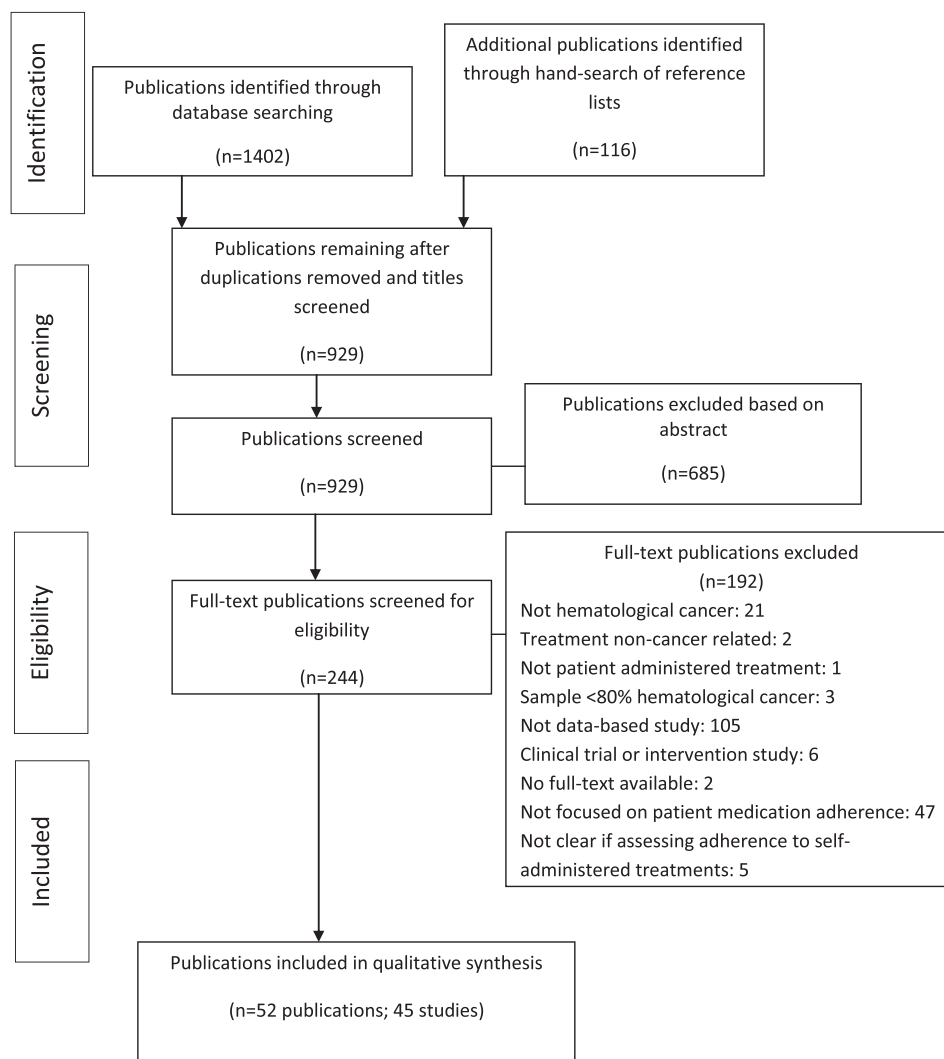 Identification
Publications identified through
database searching
(n=1402)
Additional publications identified
through hand-search of reference
lists
(n=116)
Screening
Publications remaining after
duplications removed and titles
screened
(n=929)
Publications screened
(n=929)
Publications excluded based on
abstract
(n=685)
Eligibility
Full-text publications screened for
eligibility
(n=244)
Full-text publications excluded
(n=192)
Not hematological cancer: 21
Treatment non-cancer related: 2
Not patient administered treatment: 1
Sample <80% hematological cancer: 3
Not data-based study: 105
Clinical trial or intervention study: 6
No full-text available: 2
Not focused on patient medication adherence: 47
Not clear if assessing adherence to self-
administered treatments: 5
Included
Publications included in qualitative synthesis
(n=52 publications; 45 studies)